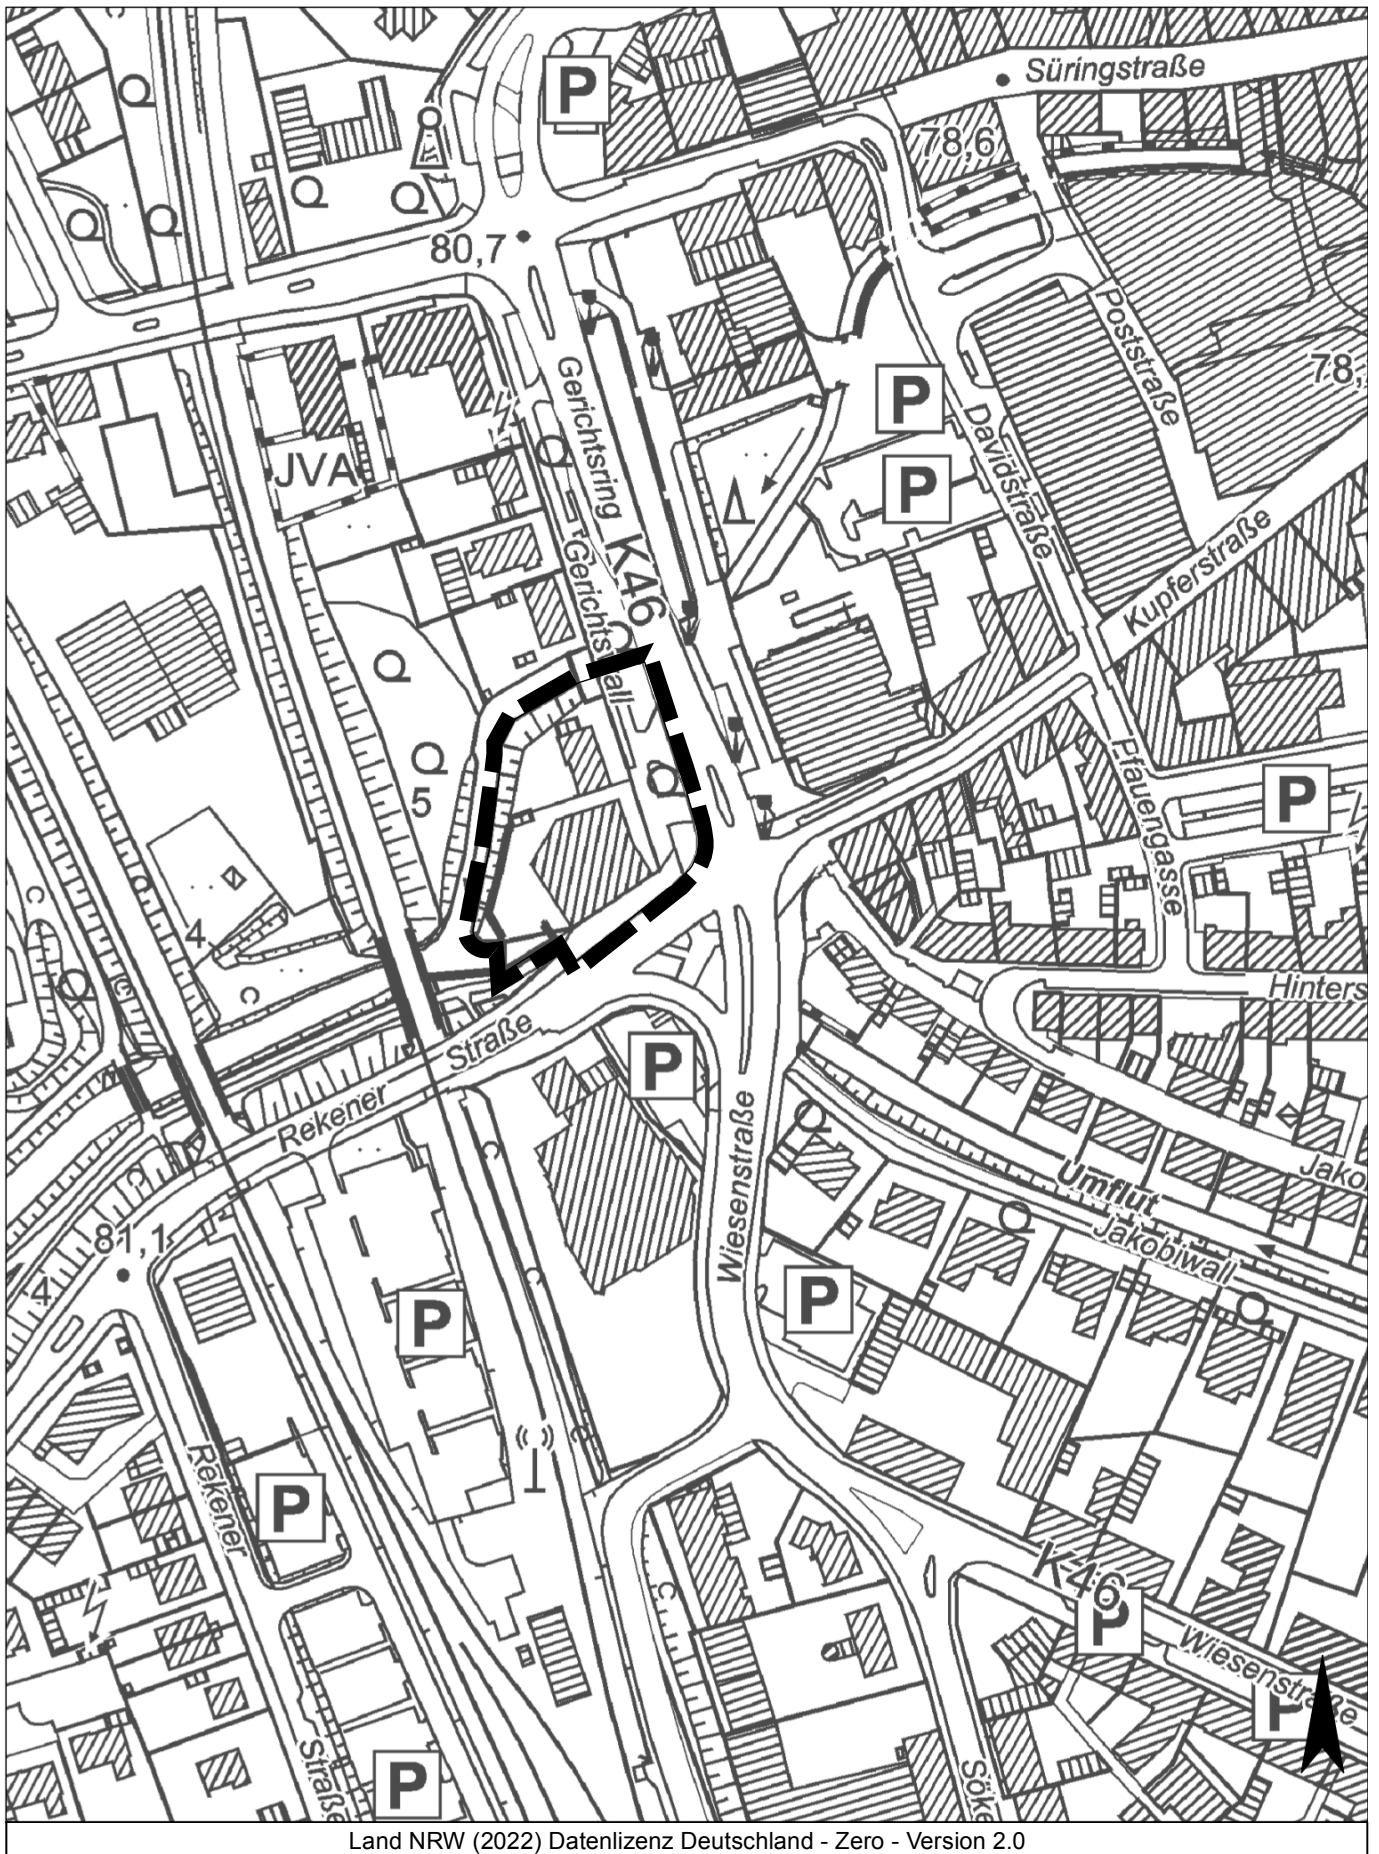 P
Süringstraße
78,6
80,7
Poststraße
78,
Gerichtsring
P
Davidstraße
JVA
P
Kupferstraße
K46
Gerichtswall
Pfauengasse
P
5
4
Hinters
Straße
P
Rekener
Wiesenstraße
Jako
Umflut
Jakobiwall
81,1
4
P
P
Rekener
P
K46
P
Wiesenstraße
P
Straße
P
Söke
Land NRW (2022) Datenlizenz Deutschland - Zero - Version 2.0